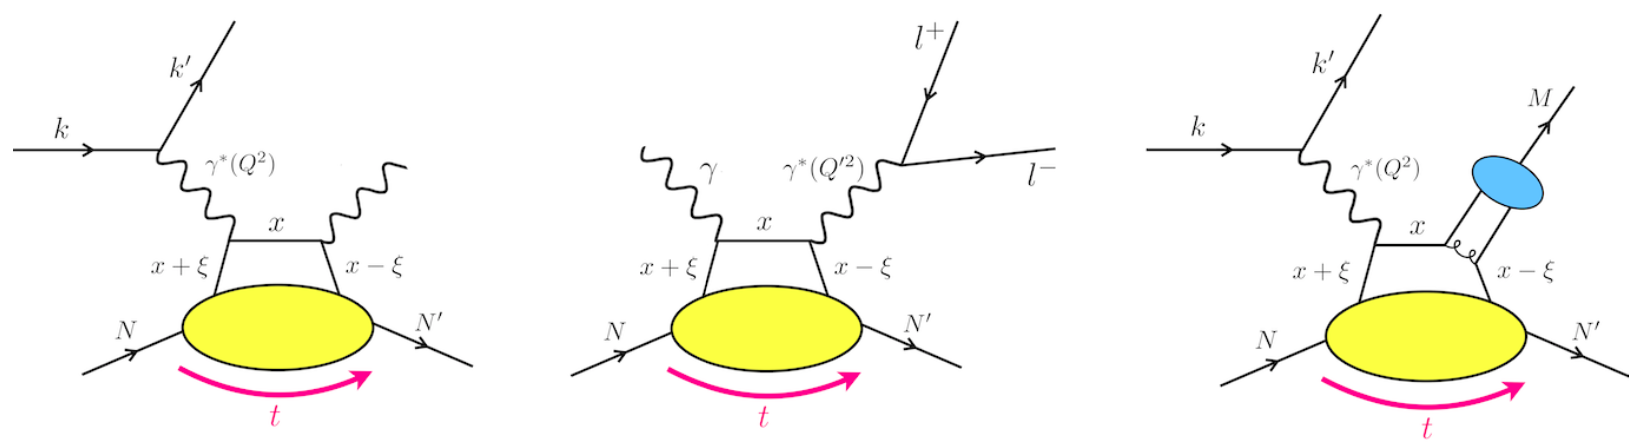 k
k′
γ*(Q²)
x
x + ξ
x − ξ
N
N′
t
γ
γ*(Q′²)
l⁺
l⁻
x
x + ξ
x − ξ
N
N′
t
k
k′
γ*(Q²)
M
x
x + ξ
x − ξ
N
N′
t